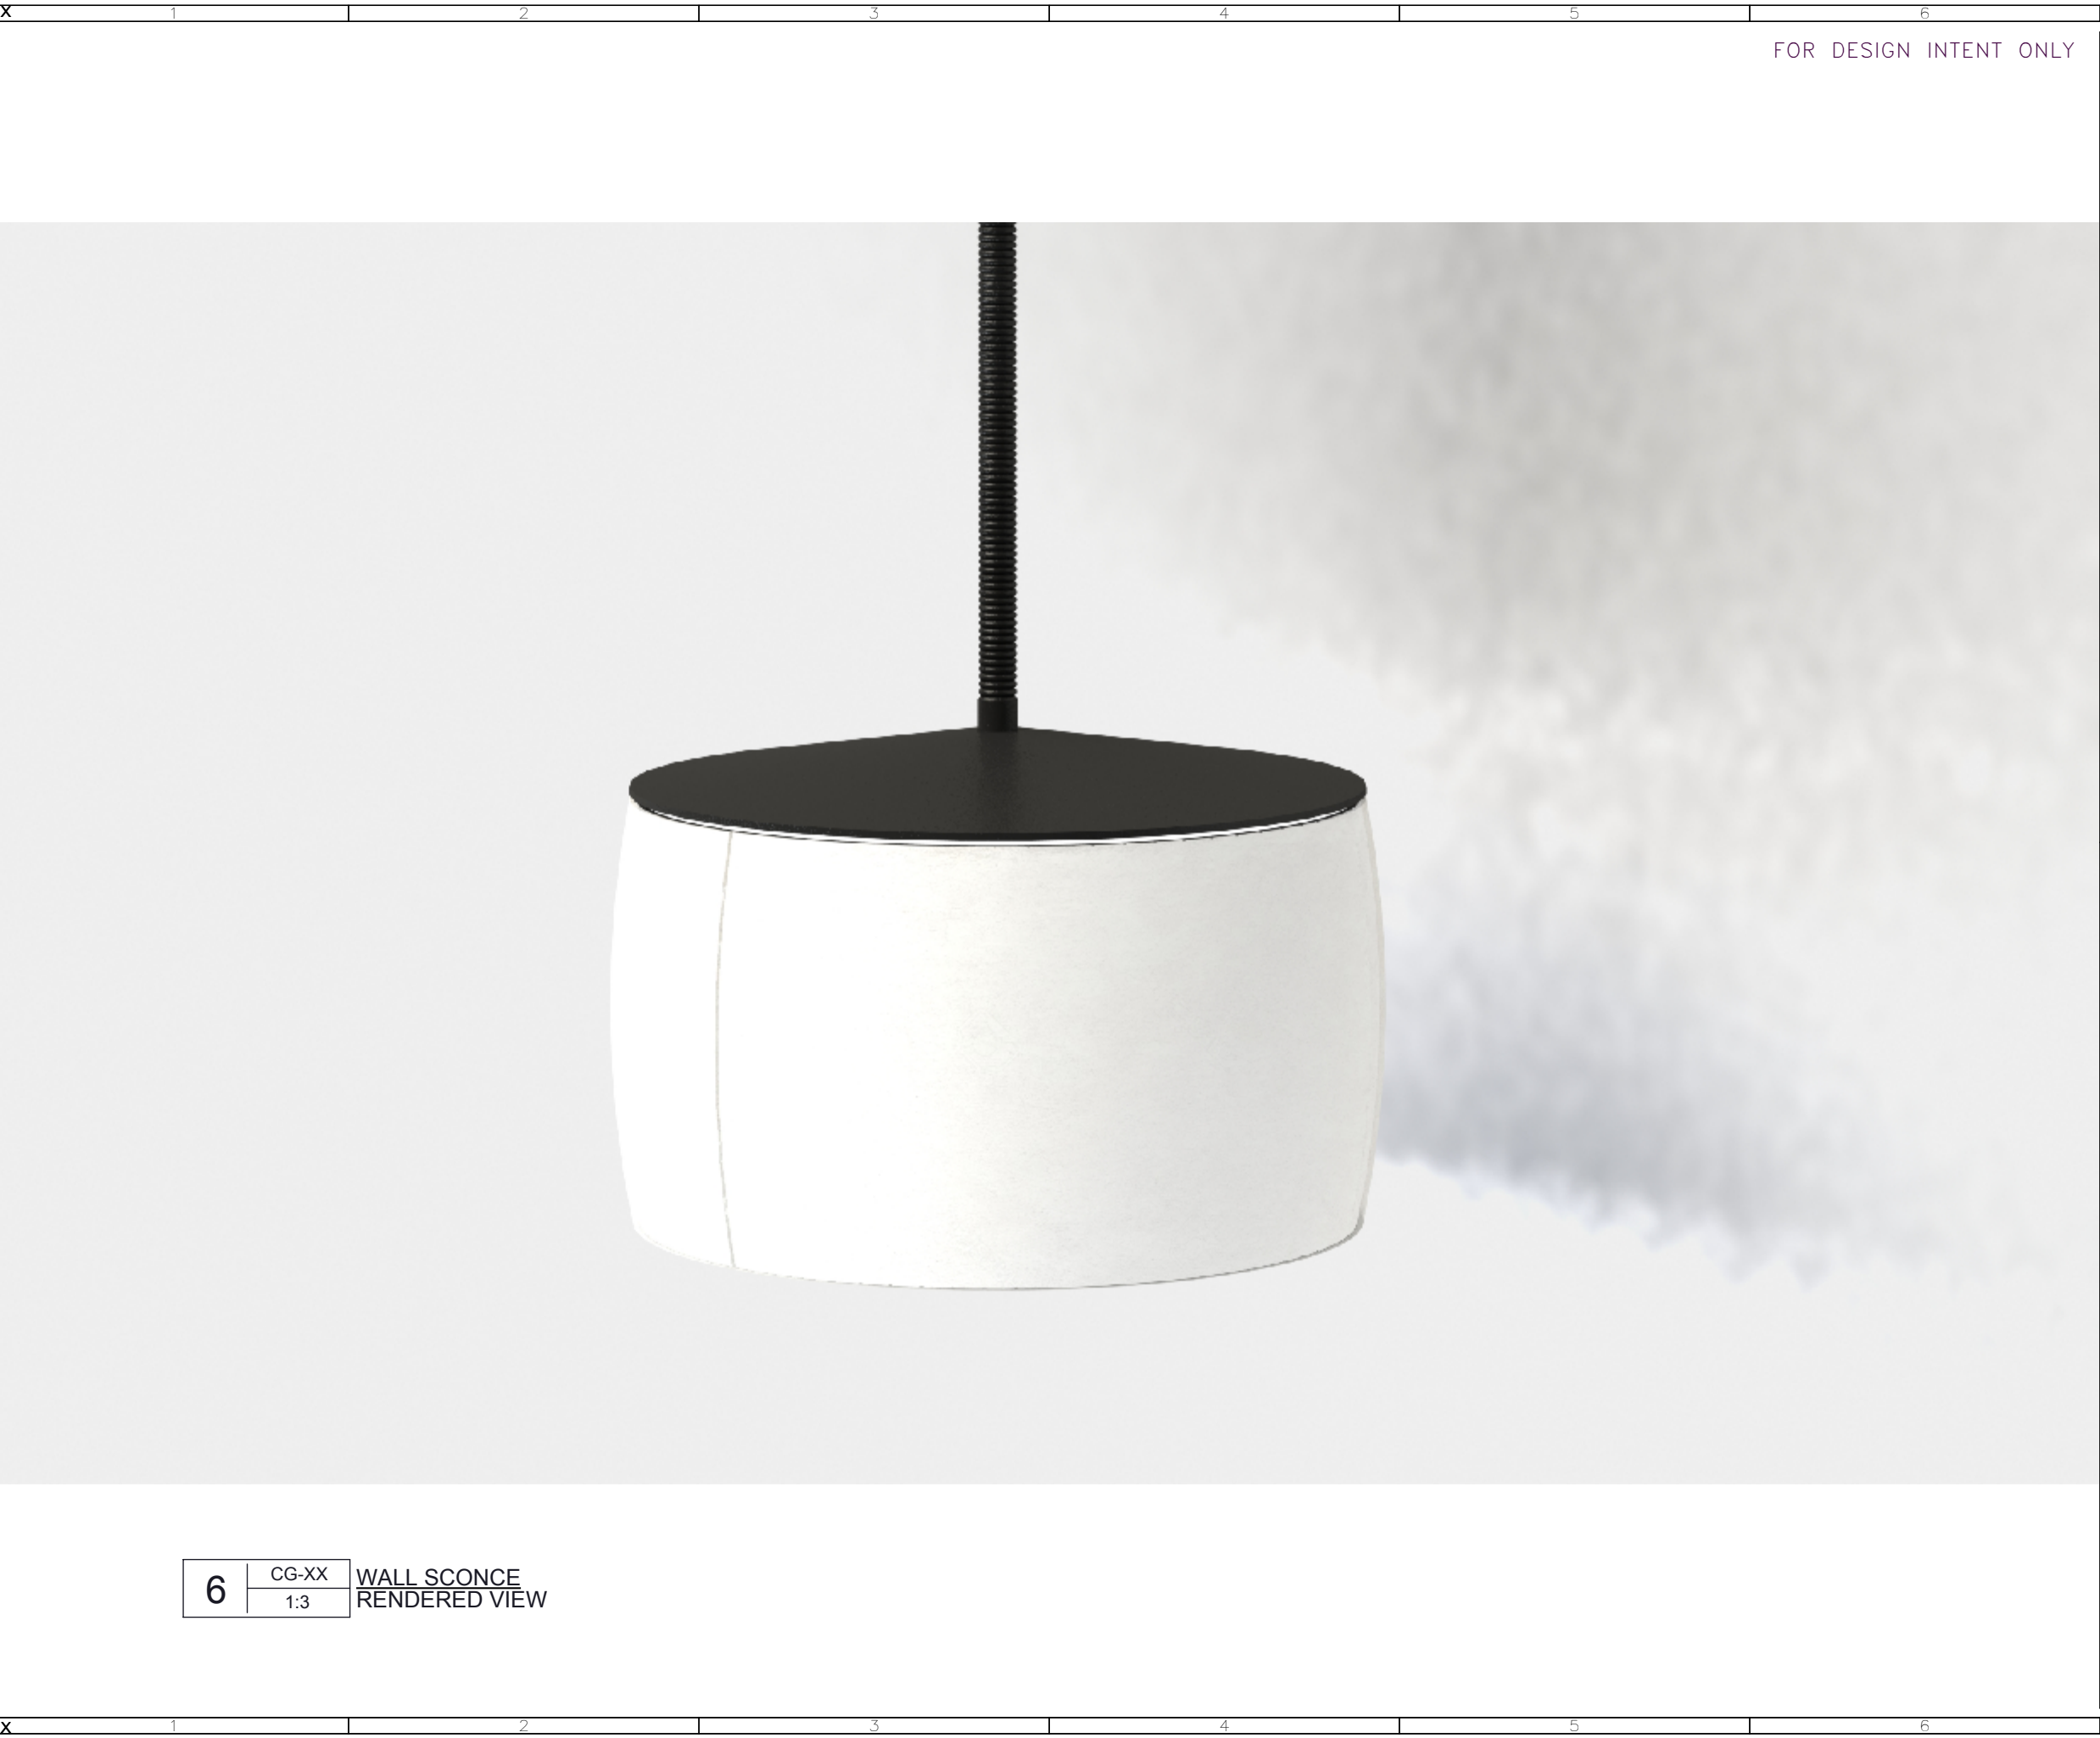 X 1 2 3 4 5 6
FOR DESIGN INTENT ONLY
6
CG-XX
1:3
WALL SCONCE
RENDERED VIEW
X 1 2 3 4 5 6